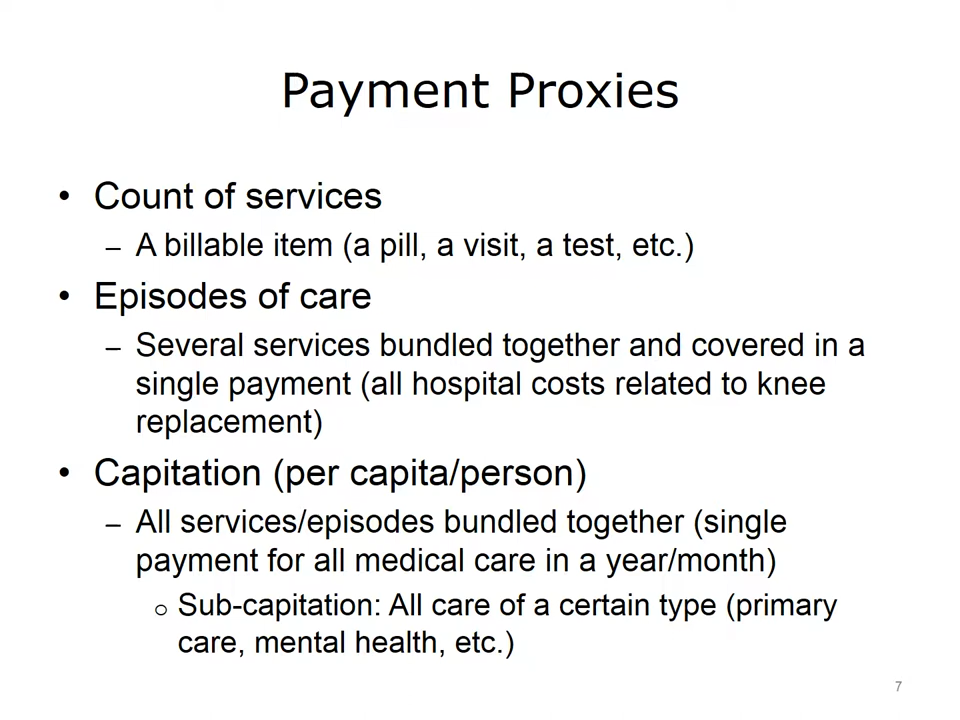 Payment Proxies
• Count of services
– A billable item (a pill, a visit, a test, etc.)
• Episodes of care
– Several services bundled together and covered in a
single payment (all hospital costs related to knee
replacement)
• Capitation (per capita/person)
– All services/episodes bundled together (single
payment for all medical care in a year/month)
o Sub-capitation: All care of a certain type (primary
care, mental health, etc.)
7